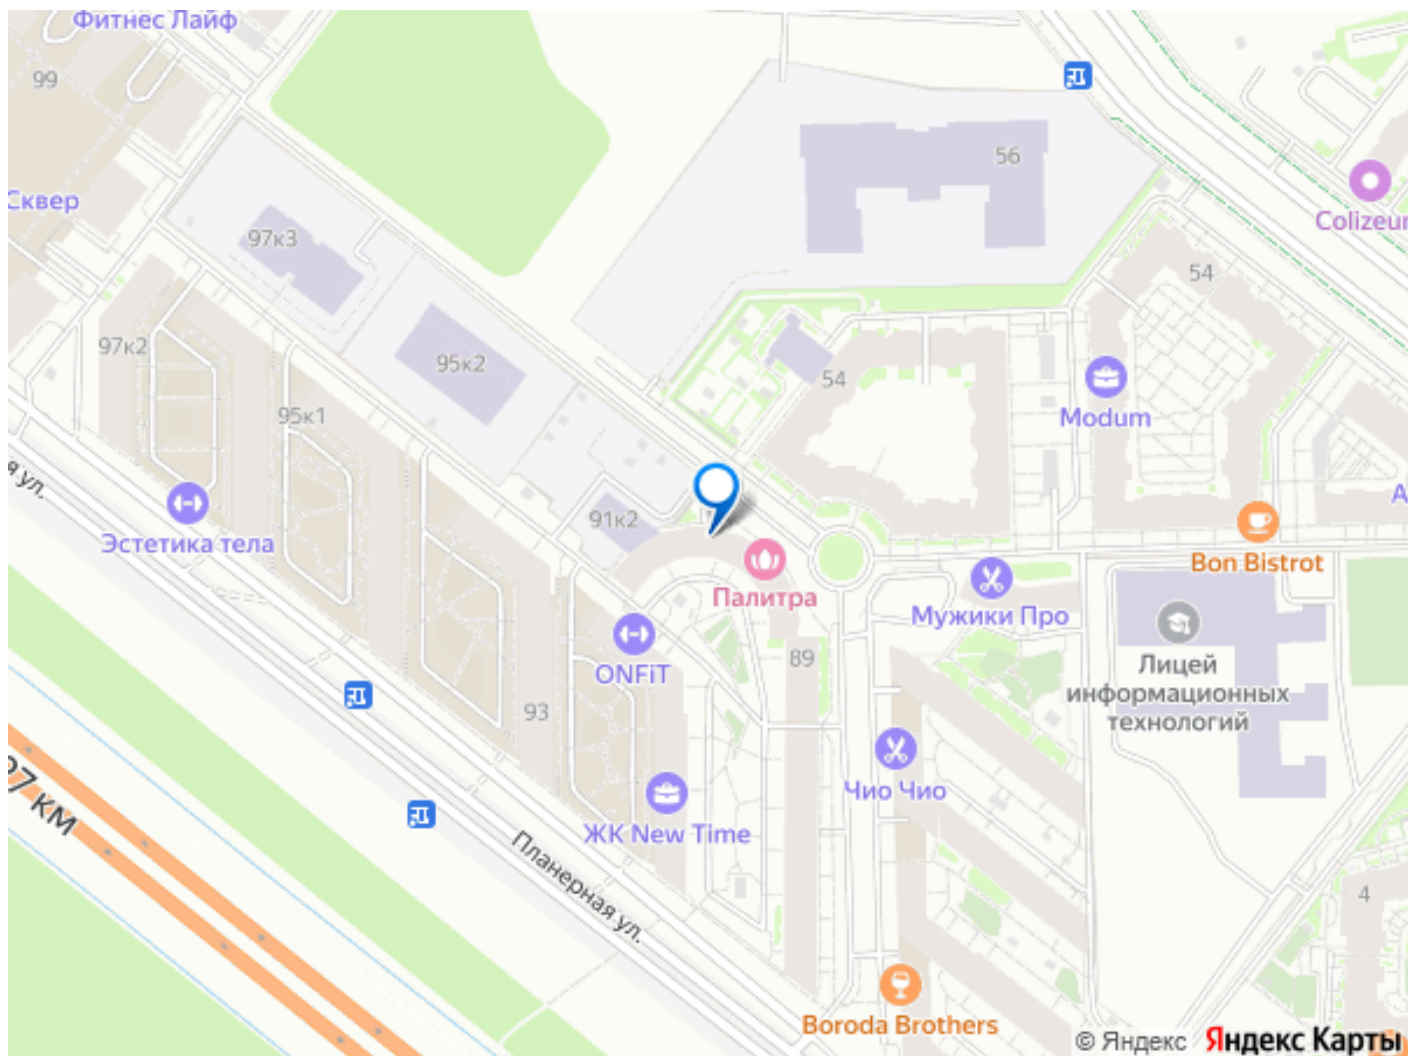 Фитнес Лайф
99
56
Сквер
Colizeur
97к3
54
97к2
95к2
54
Modum
95к1
ая ул.
91к2
Эстетика тела
A
Bon Bistrot
Палитра
Мужики Про
ONFIT
89
Лицей
информационных
технологий
93
97 км
Чио Чио
ЖК New Time
Планерная ул.
4
Boroda Brothers
© Яндекс Яндекс Карты